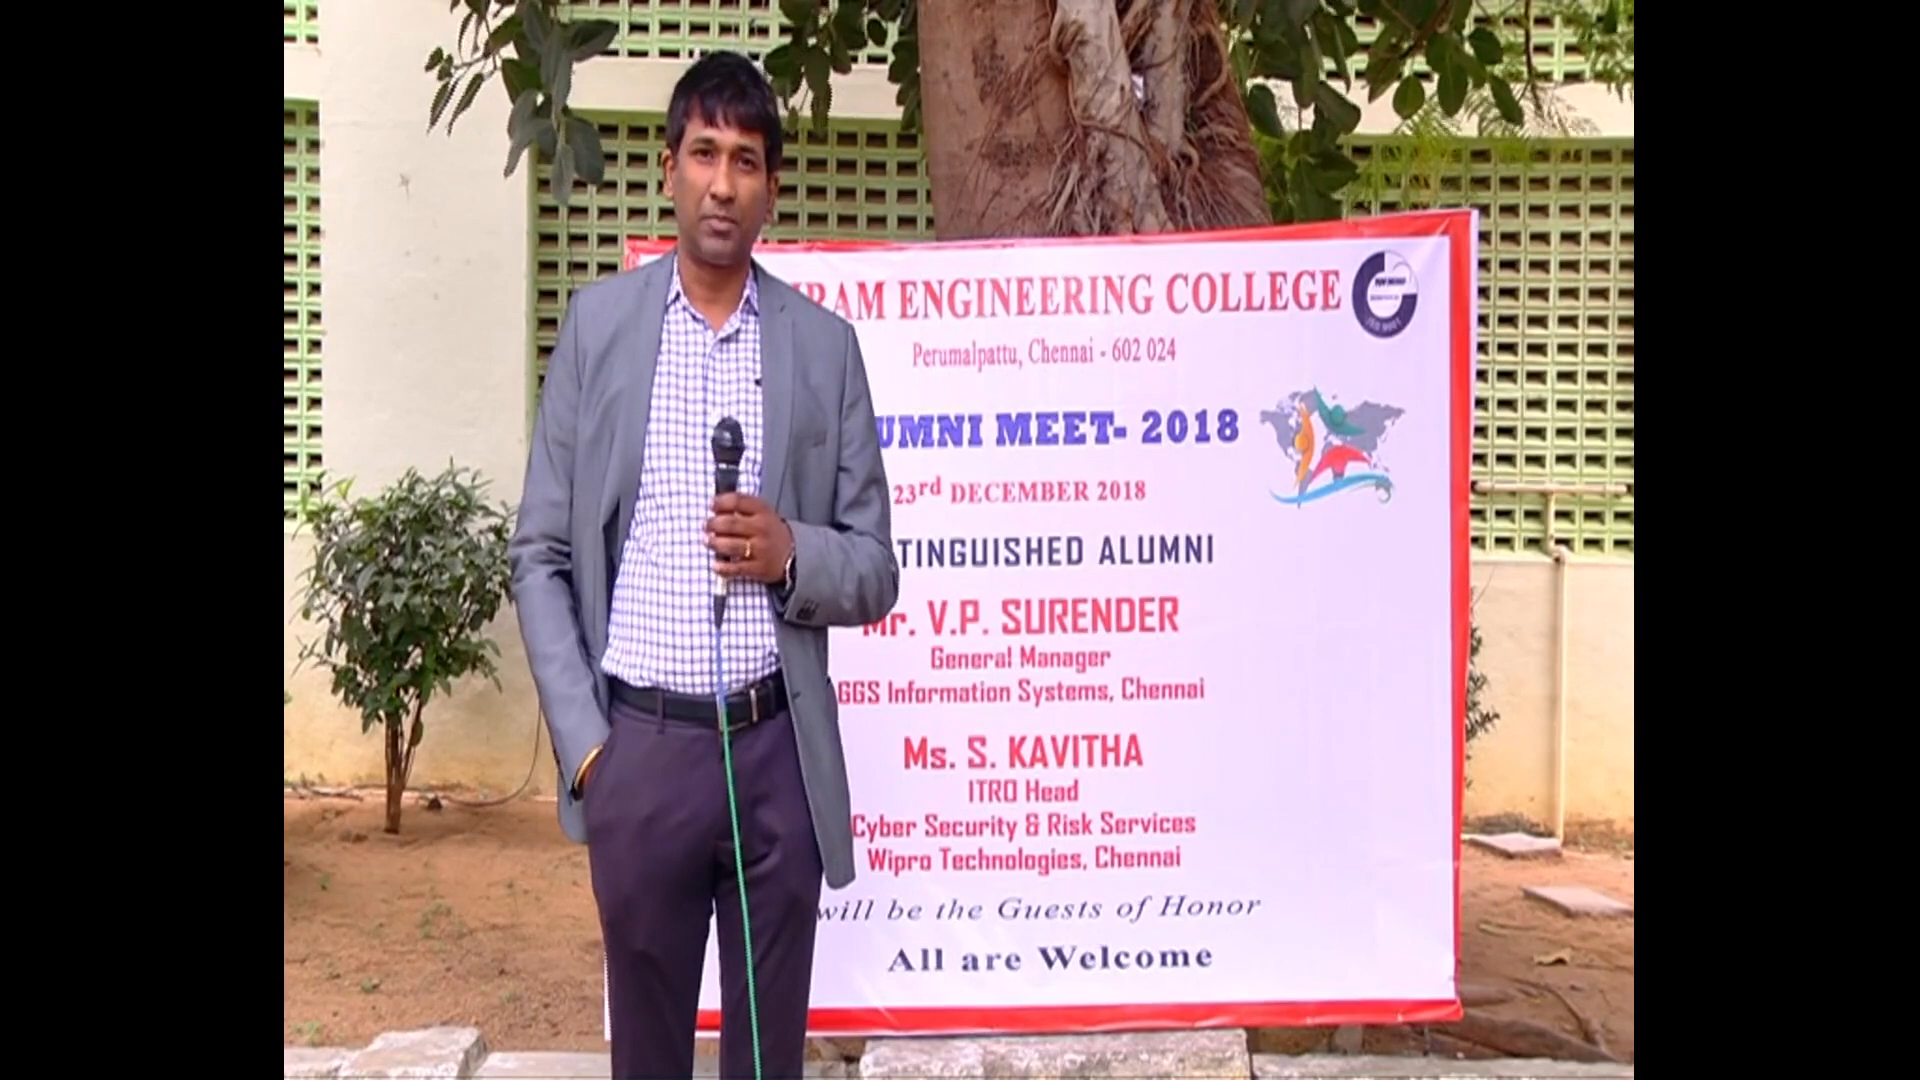 IRAM ENGINEERING COLLEGE
Perumalpattu, Chennai - 602 024
UMNI MEET- 2018
23rd DECEMBER 2018
TINGUISHED ALUMNI
Mr. V.P. SURENDER
General Manager
GGS Information Systems, Chennai
Ms. S. KAVITHA
ITRO Head
Cyber Security & Risk Services
Wipro Technologies, Chennai
will be the Guests of Honor
All are Welcome